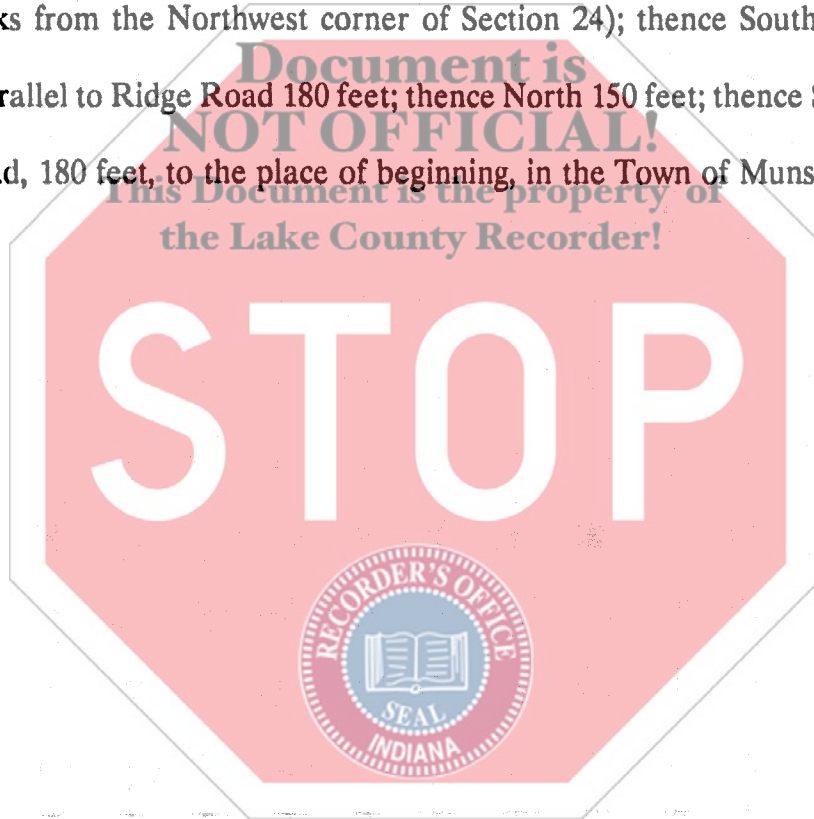 ks from the Northwest corner of Section 24); thence South
Document is
rallel to Ridge Road 180 feet; thence North 150 feet; thence
NOT OFFICIAL!
d, 180 feet, to the place of beginning, in the Town of Muns
This Document is the property of
the Lake County Recorder!
STOP
RECORDER'S OFFICE
SEAL
INDIANA